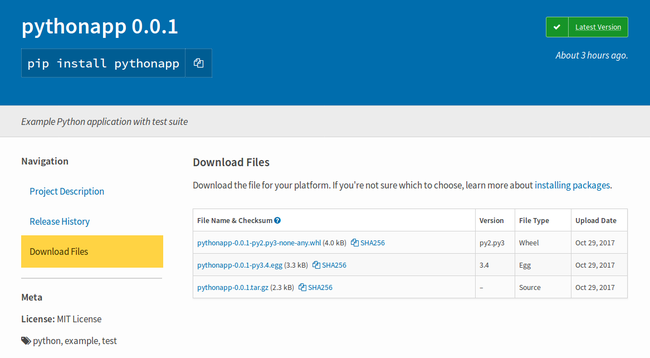 pythonapp 0.0.1
Latest Version
pip install pythonapp
About 3 hours ago.
Example Python application with test suite
Navigation
Project Description
Release History
Download Files
Meta
License: MIT License
python, example, test
Download Files
Download the file for your platform. If you're not sure which to choose, learn more about installing packages.
File Name & Checksum Version File Type Upload Date
pythonapp-0.0.1-py2.py3-none-any.whl (4.0 kB) SHA256 py2.py3 Wheel Oct 29, 2017
pythonapp-0.0.1-py3.4.egg (3.3 kB) SHA256 3.4 Egg Oct 29, 2017
pythonapp-0.0.1.tar.gz (2.3 kB) SHA256 – Source Oct 29, 2017